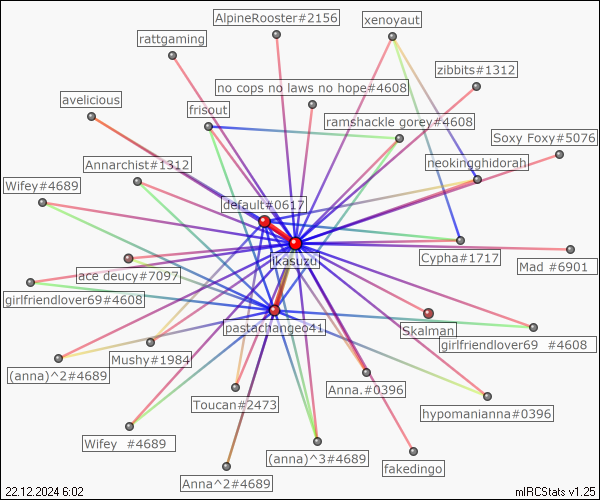 AlpineRooster#2156
xenoyaut
rattgaming
zibbits#1312
no cops no laws no hope#4608
avelicious
frisout
ramshackle gorey#4608
Soxy Foxy#5076
Annarchist#1312
neokingghidorah
Wifey#4689
default#0617
Ikasuzu
Cypha#1717
Mad #6901
ace deucy#7097
girlfriendlover69#4608
pastachangeo41
Skalman
girlfriendlover69 #4608
Mushy#1984
(anna)^2#4689
Anna.#0396
Toucan#2473
hypomanianna#0396
Wifey #4689
(anna)^3#4689
fakedingo
Anna^2#4689
22.12.2024 6:02
mIRCStats v1.25